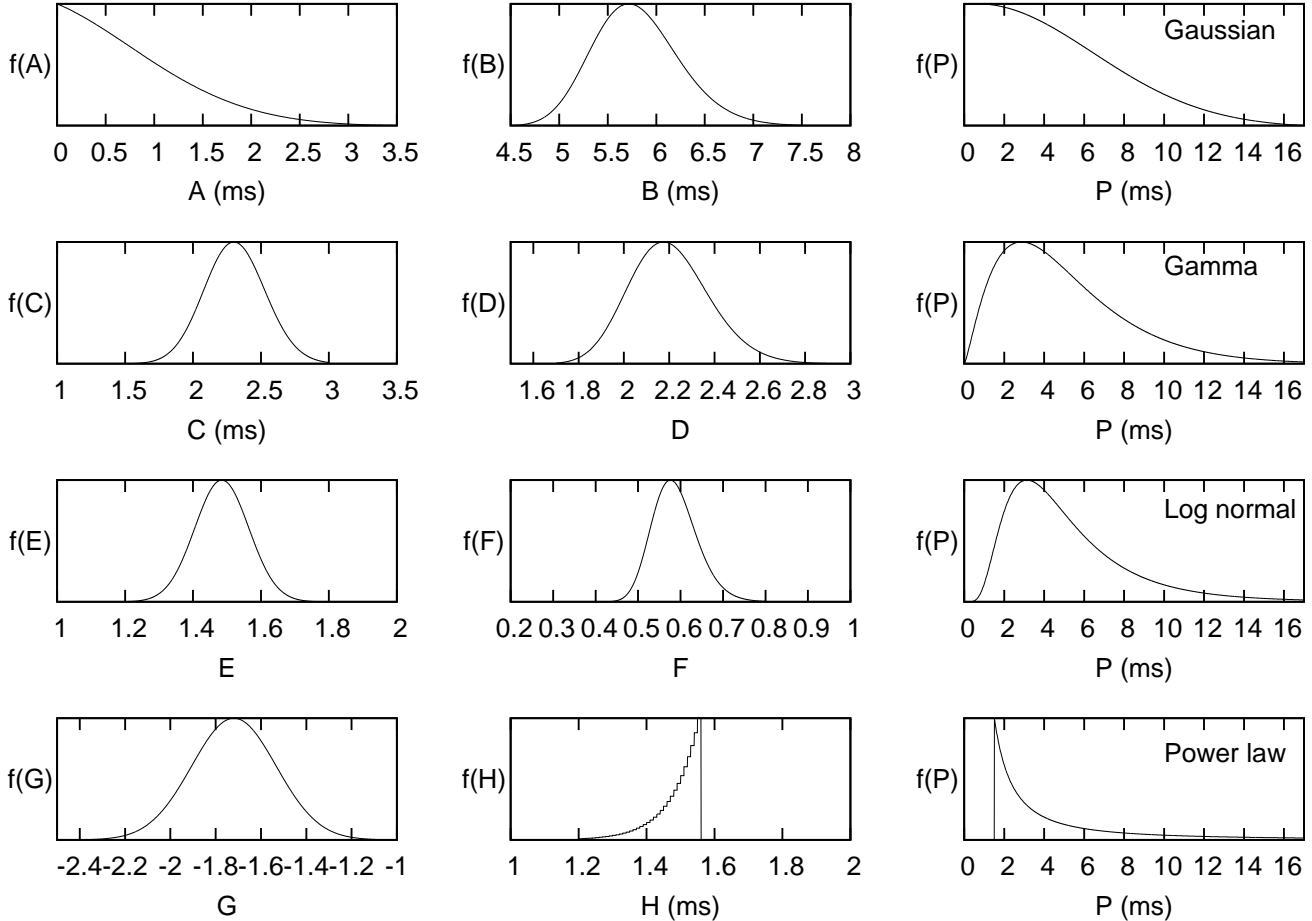 f(A)
0 0.5 1 1.5 2 2.5 3 3.5
A (ms)
f(B)
4.5 5 5.5 6 6.5 7 7.5 8
B (ms)
f(P)
Gaussian
0 2 4 6 8 10 12 14 16
P (ms)
f(C)
1 1.5 2 2.5 3 3.5
C (ms)
f(D)
1.6 1.8 2 2.2 2.4 2.6 2.8 3
D
f(P)
Gamma
0 2 4 6 8 10 12 14 16
P (ms)
f(E)
1 1.2 1.4 1.6 1.8 2
E
f(F)
0.2 0.3 0.4 0.5 0.6 0.7 0.8 0.9 1
F
f(P)
Log normal
0 2 4 6 8 10 12 14 16
P (ms)
f(G)
-2.4 -2.2 -2 -1.8 -1.6 -1.4 -1.2 -1
G
f(H)
1 1.2 1.4 1.6 1.8 2
H (ms)
f(P)
Power law
0 2 4 6 8 10 12 14 16
P (ms)